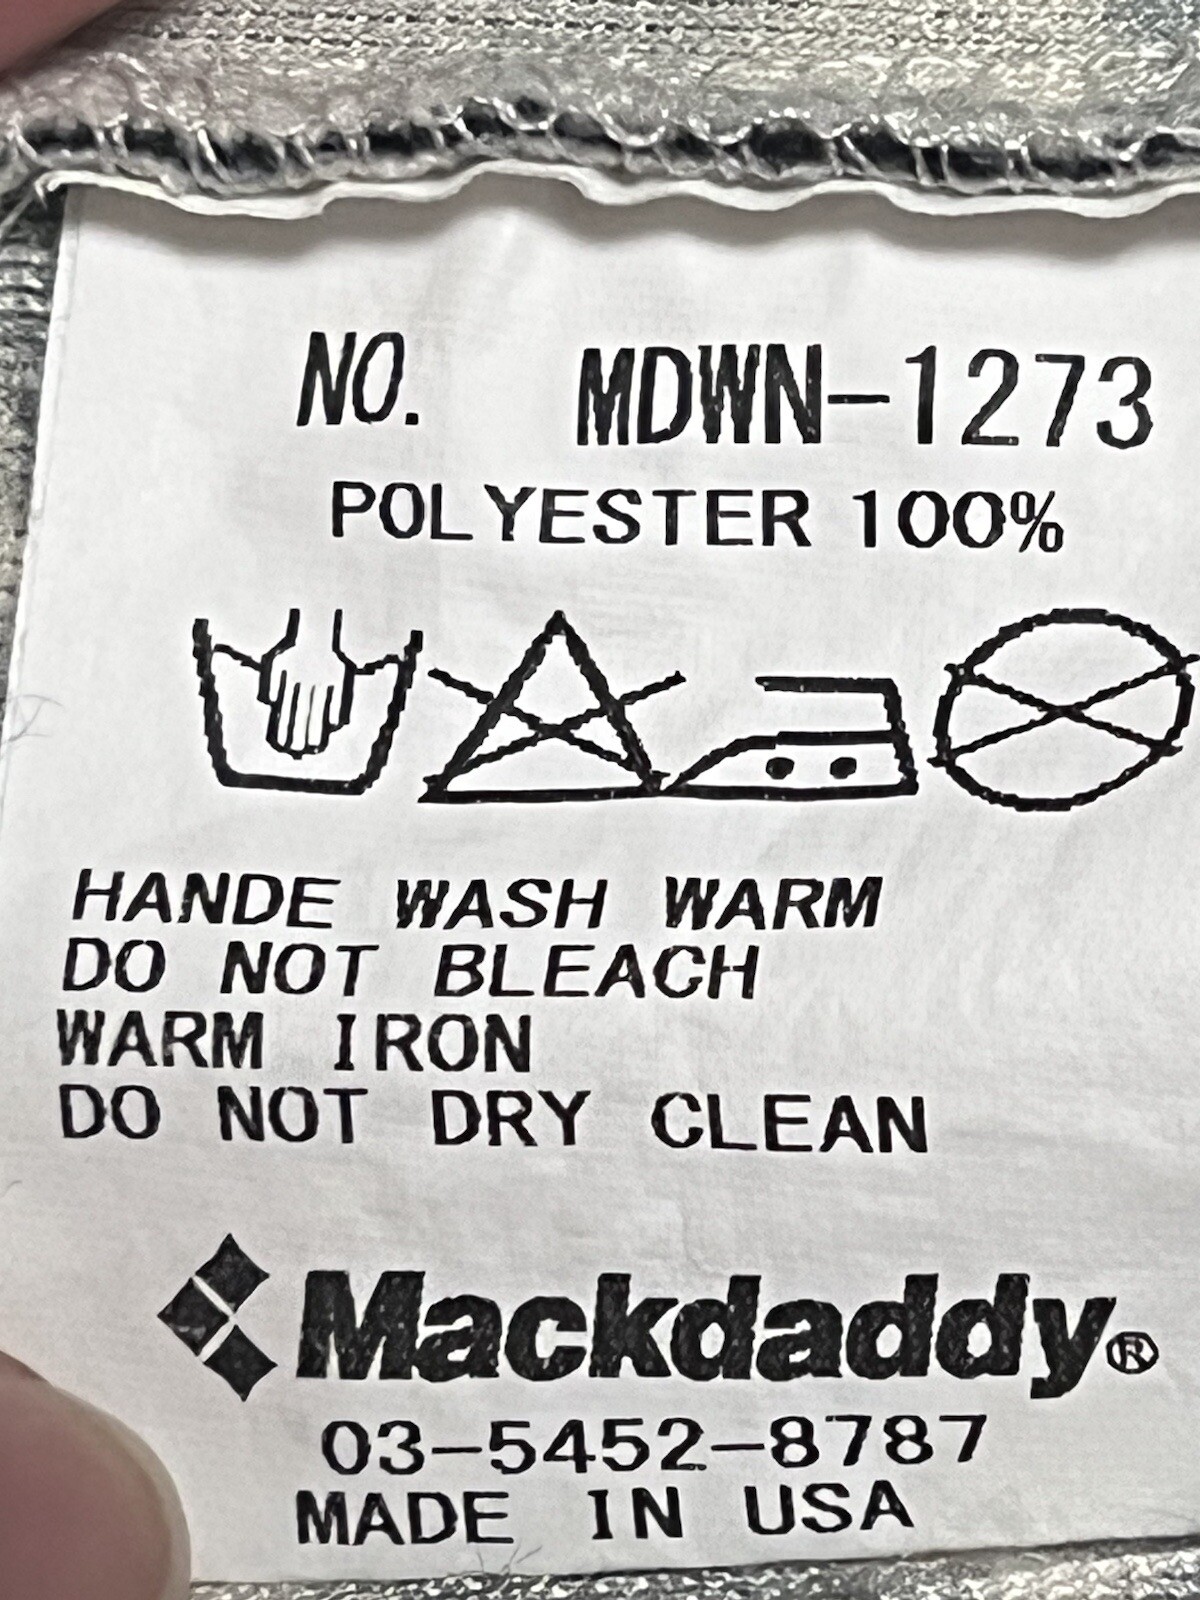 NO. MDWN-1273
POLYESTER 100%
HANDE WASH WARM
DO NOT BLEACH
WARM IRON
DO NOT DRY CLEAN
Mackdaddy®
03-5452-8787
MADE IN USA